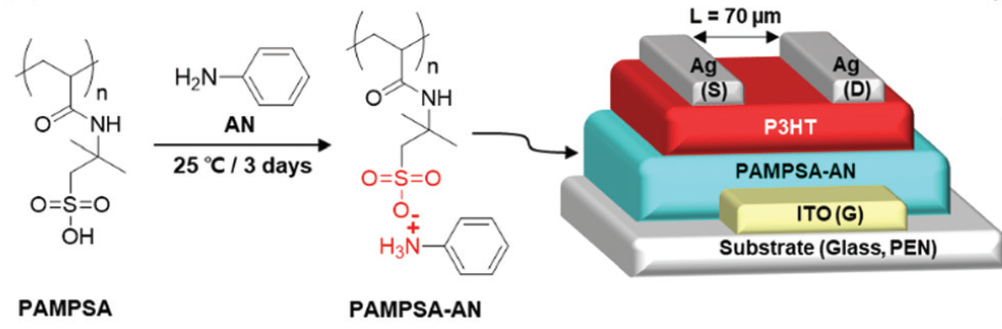 n
O
NH
O=S=O
OH
PAMPSA
H₂N
AN
25 ℃ / 3 days
n
O
NH
O=S=O
O-
+
H₃N
PAMPSA-AN
L = 70 µm
Ag
(S)
Ag
(D)
P3HT
PAMPSA-AN
ITO (G)
Substrate (Glass, PEN)